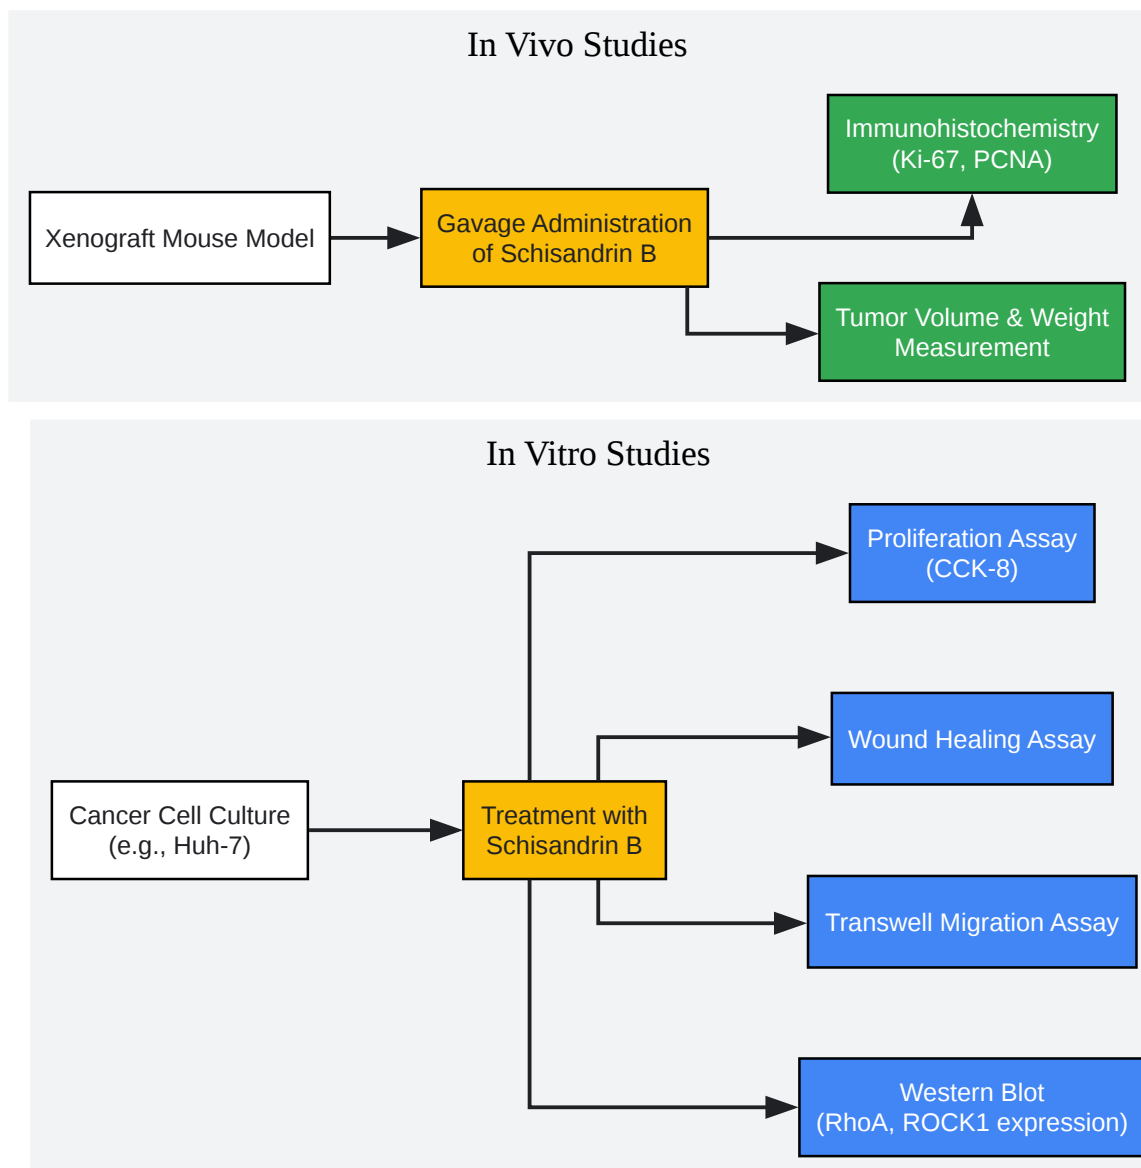 In Vivo Studies
Immunohistochemistry
(Ki-67, PCNA)
Xenograft Mouse Model
Gavage Administration
of Schisandrin B
Tumor Volume & Weight
Measurement
In Vitro Studies
Proliferation Assay
(CCK-8)
Wound Healing Assay
Cancer Cell Culture
(e.g., Huh-7)
Treatment with
Schisandrin B
Transwell Migration Assay
Western Blot
(RhoA, ROCK1 expression)